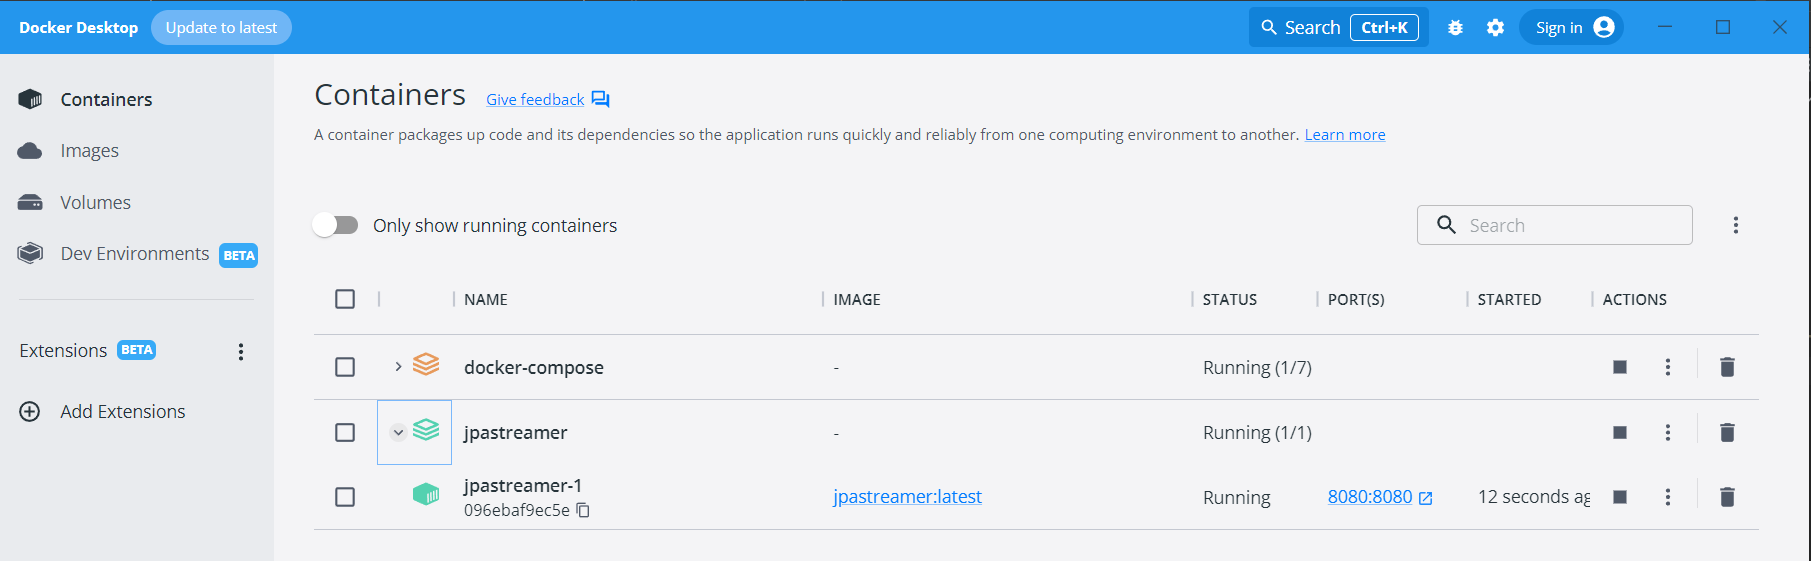 Docker Desktop Update to latest Search Ctrl+K Sign in
Containers
Images
Volumes
Dev Environments BETA
Extensions BETA
Add Extensions
Containers Give feedback
A container packages up code and its dependencies so the application runs quickly and reliably from one computing environment to another. Learn more
Only show running containers Search
NAME IMAGE STATUS PORT(S) STARTED ACTIONS
docker-compose - Running (1/7)
jpastreamer - Running (1/1)
jpastreamer-1 jpastreamer:latest Running 8080:8080 12 seconds ag
096ebaf9ec5e